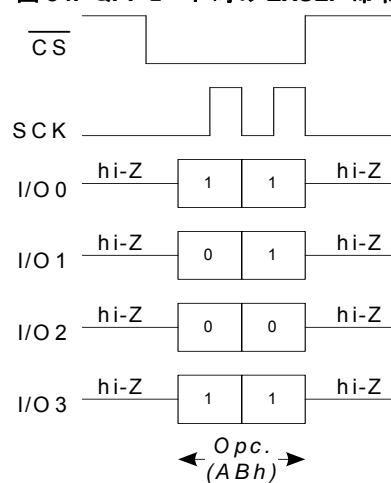 CS
SCK
I/O 0 hi-Z 1 1 hi-Z
I/O 1 hi-Z 0 1 hi-Z
I/O 2 hi-Z 0 0 hi-Z
I/O 3 hi-Z 1 1 hi-Z
Opc.
(ABh)